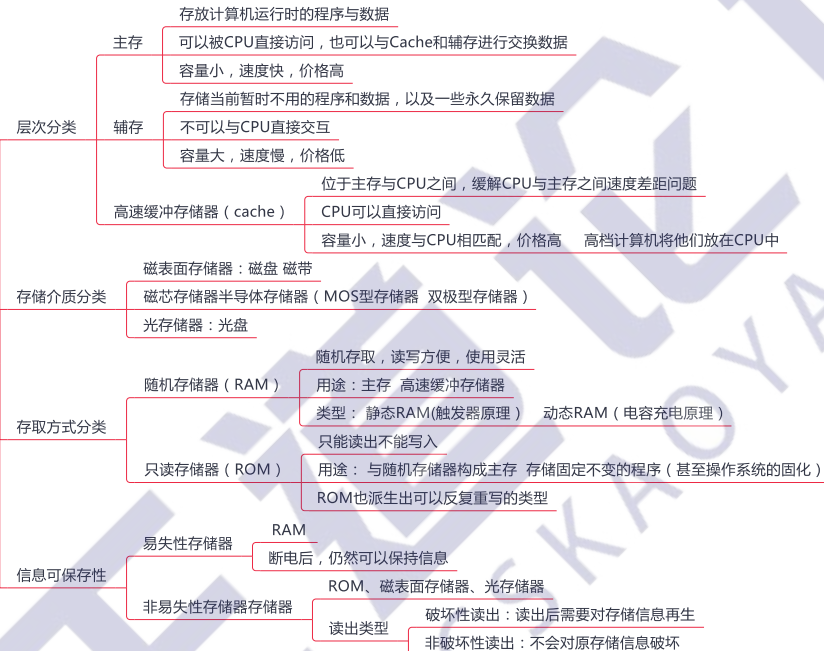 存放计算机运行时的程序与数据
主存
可以被CPU直接访问，也可以与Cache和辅存进行交换数据
容量小，速度快，价格高
层次分类
存储当前暂时不用的程序和数据，以及一些永久保留数据
辅存
不可以与CPU直接交互
容量大，速度慢，价格低
位于主存与CPU之间，缓解CPU与主存之间速度差距问题
高速缓冲存储器（cache）
CPU可以直接访问
容量小，速度与CPU相匹配，价格高 高档计算机将他们放在CPU中
磁表面存储器：磁盘 磁带
存储介质分类
磁芯存储器半导体存储器（MOS型存储器 双极型存储器）
光存储器：光盘
随机存取，读写方便，使用灵活
随机存储器（RAM）
用途：主存 高速缓冲存储器
类型： 静态RAM(触发器原理） 动态RAM（电容充电原理）
存取方式分类
只能读出不能写入
只读存储器（ROM）
用途： 与随机存储器构成主存 存储固定不变的程序（甚至操作系统的固化）
ROM也派生出可以反复重写的类型
RAM
易失性存储器
断电后，仍然可以保持信息
信息可保存性
ROM、磁表面存储器、光存储器
非易失性存储器存储器
破坏性读出：读出后需要对存储信息再生
读出类型
非破坏性读出：不会对原存储信息破坏
王道论
CSKAOYA